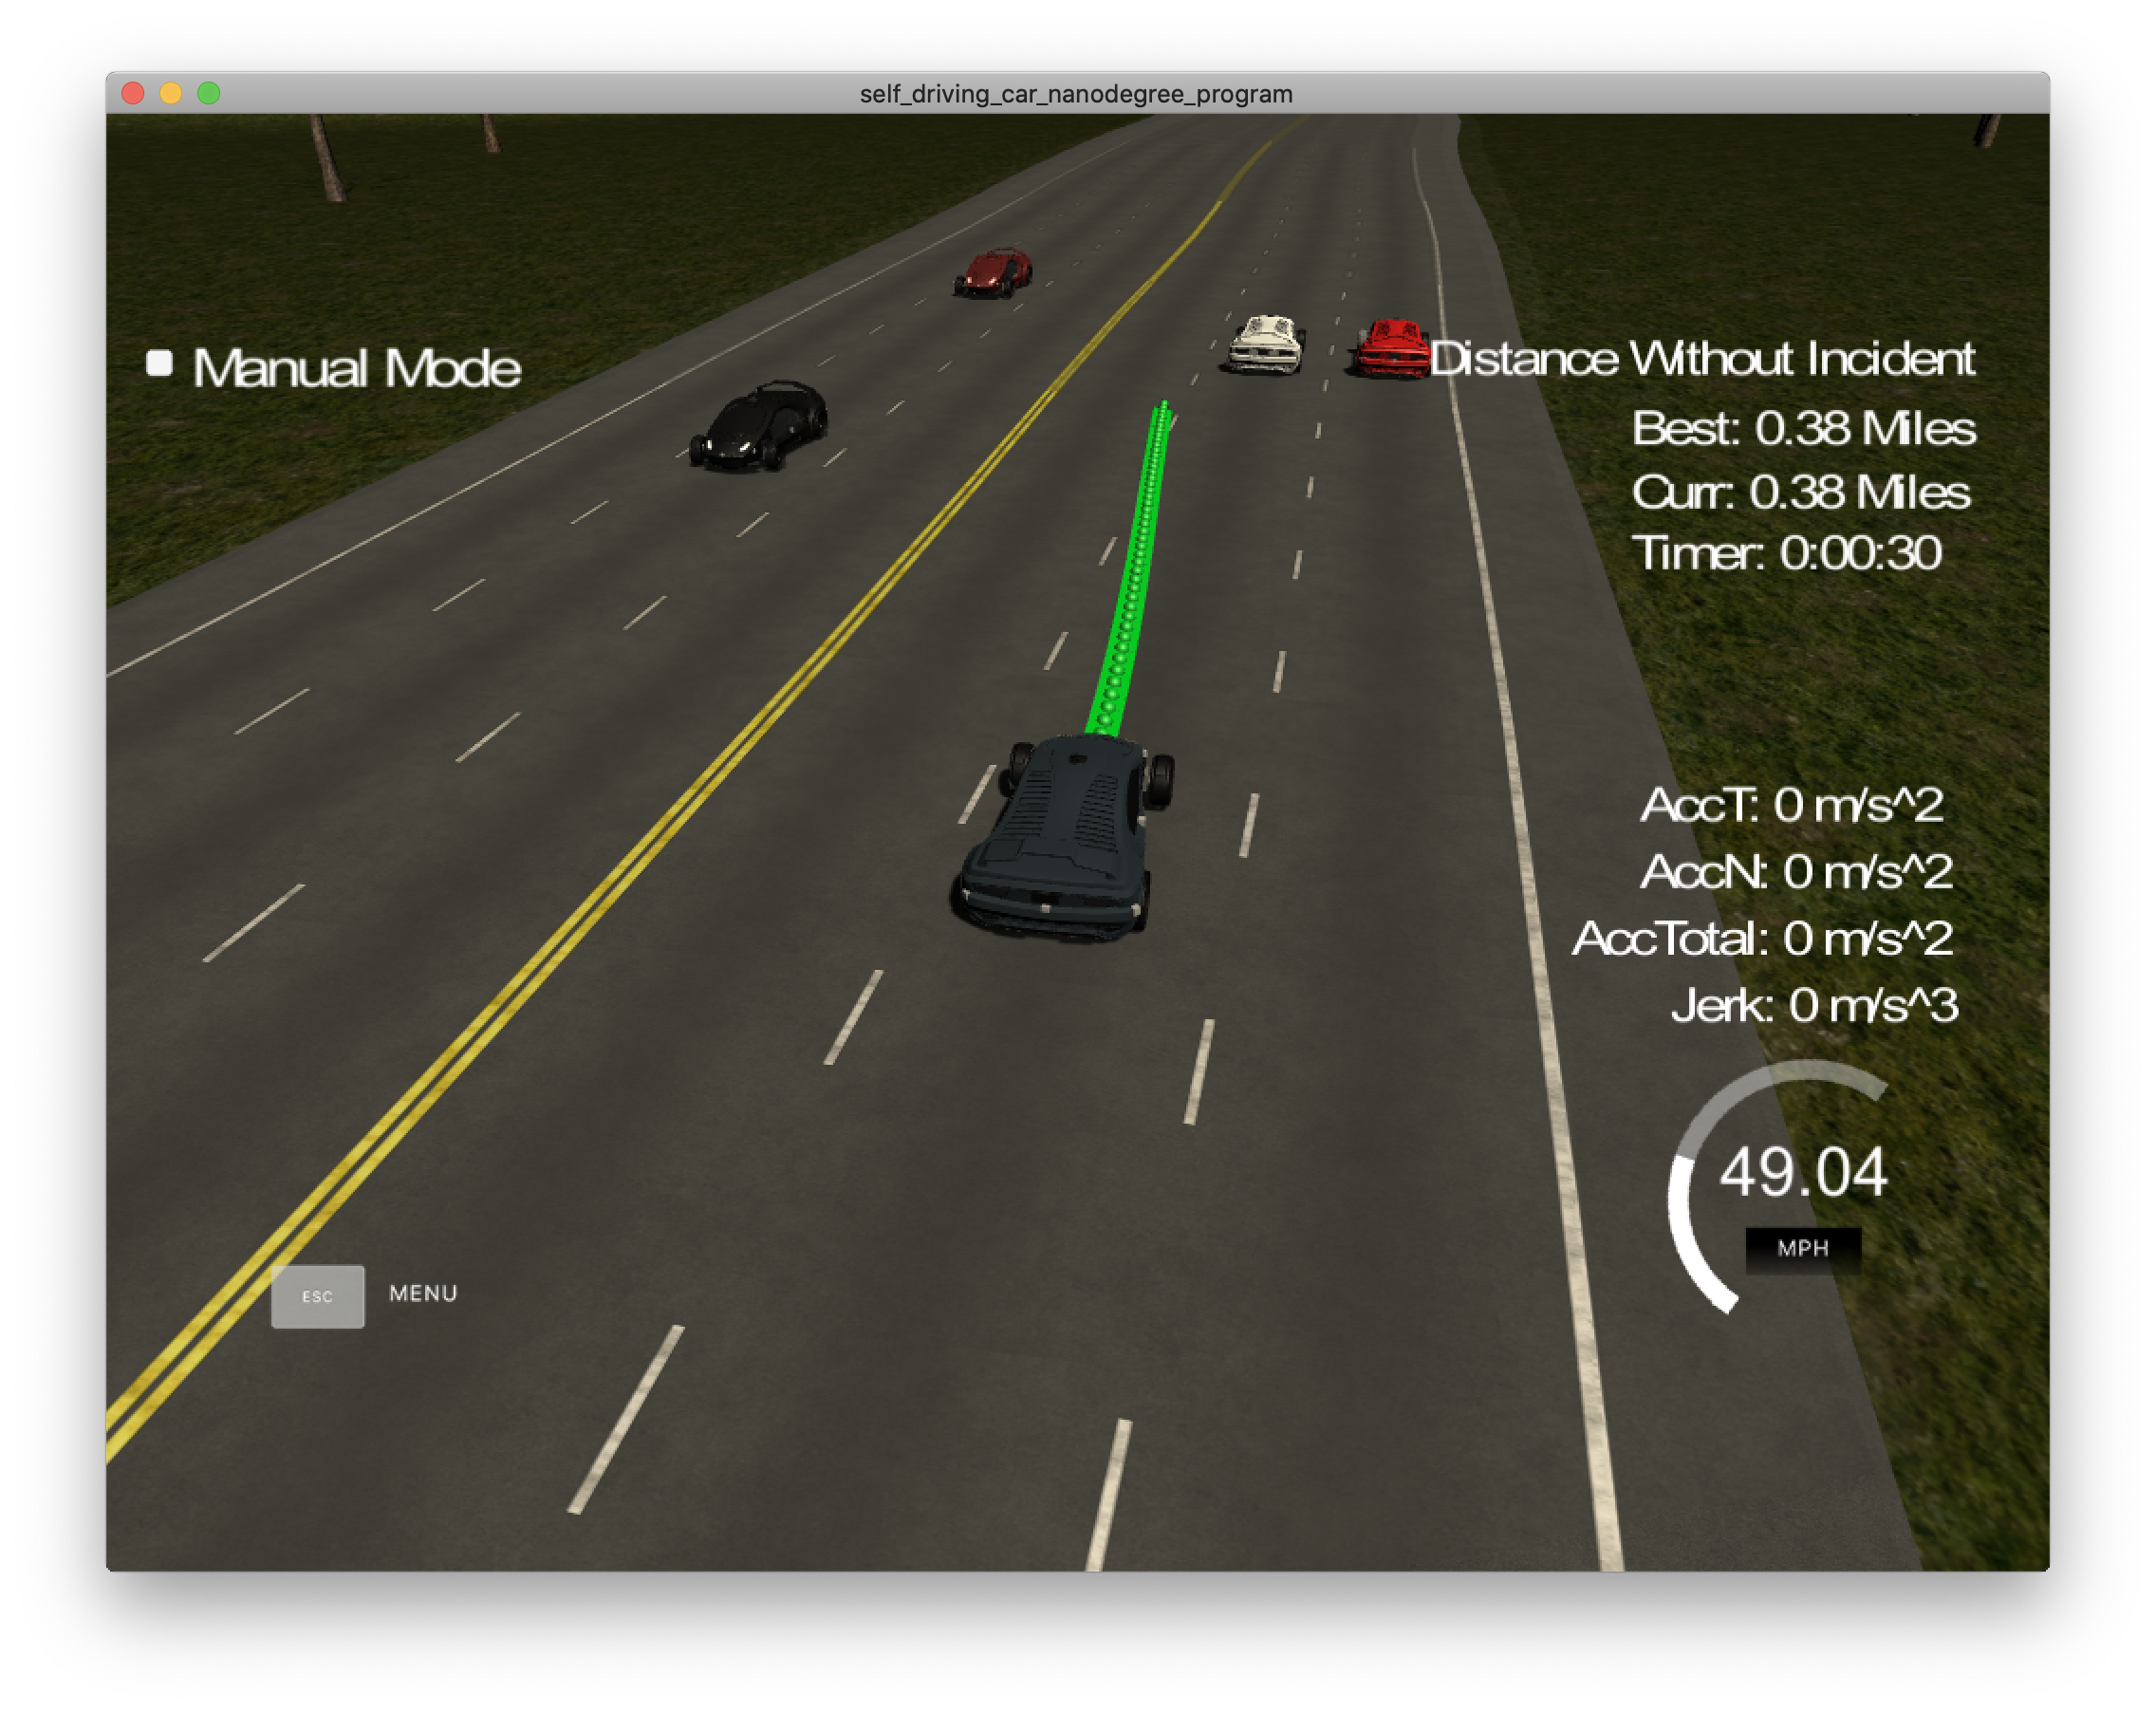 self_driving_car_nanodegree_program
Manual Mode
Distance Without Incident
Best: 0.38 Miles
Curr: 0.38 Miles
Timer: 0:00:30
AccT: 0 m/s^2
AccN: 0 m/s^2
AccTotal: 0 m/s^2
Jerk: 0 m/s^3
49.04
MPH
ESC MENU